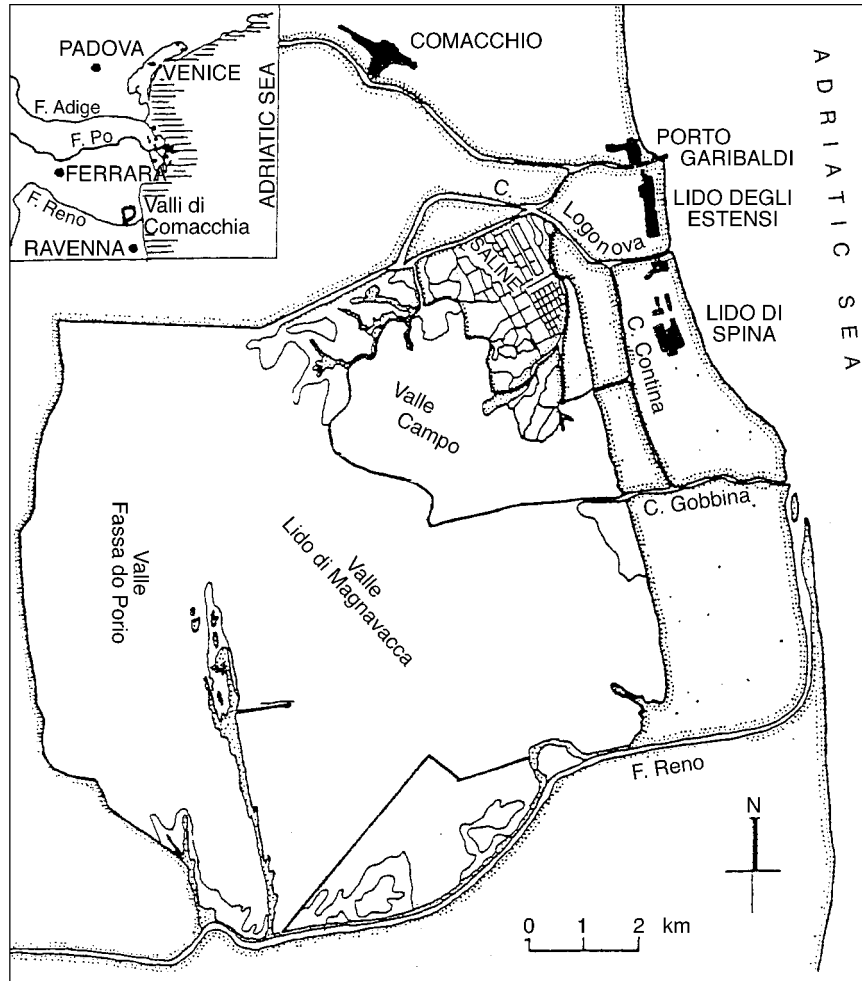 PADOVA
VENICE
F. Adige
F. Po
FERRARA
F. Reno
Valli di
Comacchia
RAVENNA
ADRIATIC SEA
COMACCHIO
ADRIATIC SEA
PORTO
GARIBALDI
LIDO DEGLI
ESTENSI
C. Logonova
SALINE
LIDO DI
SPINA
C. Contina
Valle
Campo
C. Gobbina
Valle
Fassa do Porio
Valle
Lido di Magnavacca
F. Reno
N
0 1 2 km